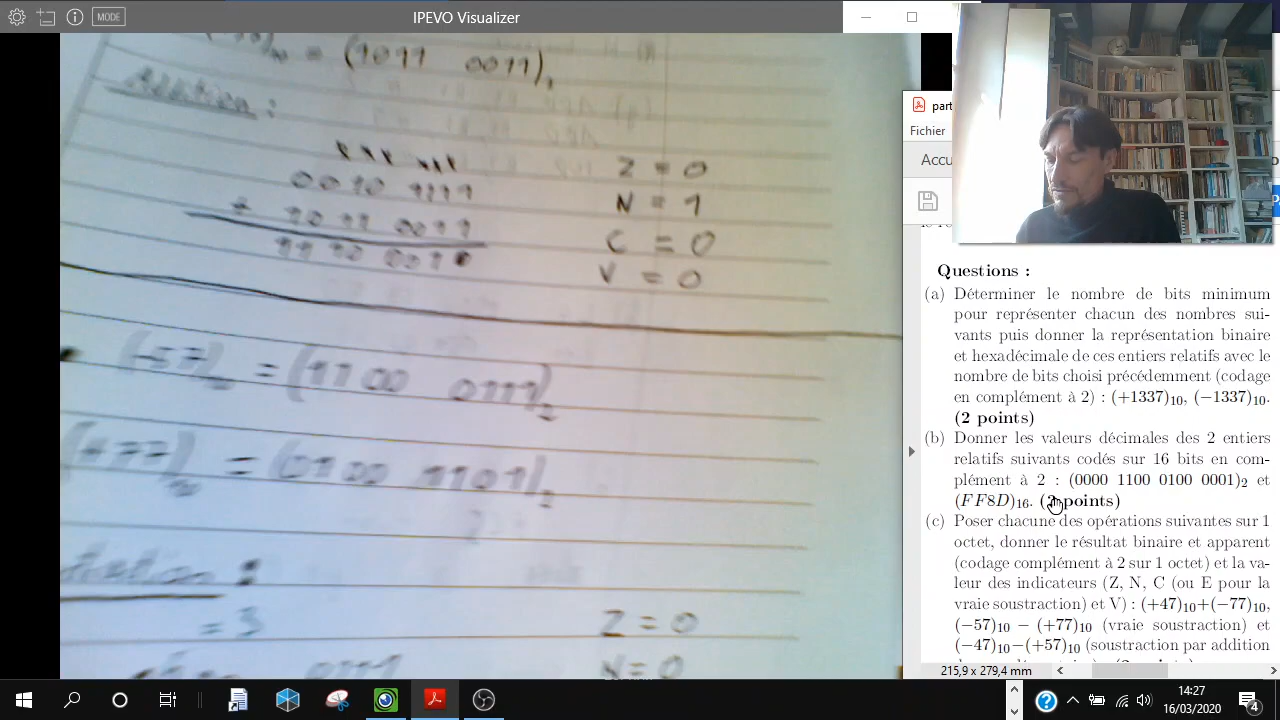 IPEVO Visualizer
MODE
= (1011 0011)
Addition :
0010 1111 Z = 0
+ 1011 0011 N = 1
1110 0010 C = 0
V = 0
(-57) = (1100 0111)2
(+77) = (0100 1101)2
= 3 Z = 0
N = 0
part
Fichier
Accu
Questions :
(a) Déterminer le nombre de bits minimum
pour représenter chacun des nombres sui-
vants puis donner la représentation binaire
et hexadécimale de ces entiers relatifs avec le
nombre de bits choisi précédemment (codage
en complément à 2) : (+1337)10, (−1337)10.
(2 points)
(b) Donner les valeurs décimales des 2 entiers
relatifs suivants codés sur 16 bits en com-
plément à 2 : (0000 1100 0100 0001)2 et
(FF8D)16. (2 points)
(c) Poser chacune des opérations suivantes sur 1
octet, donner le résultat binaire et apparent
(codage complément à 2 sur 1 octet) et la va-
leur des indicateurs (Z, N, C (ou E pour la
vraie soustraction) et V) : (+47)10+(−77)10,
(−57)10 − (+77)10 (vraie soustraction) et
(−47)10−(+57)10 (soustraction par addition
215,9 x 279,4 mm
14:27
16/03/2020
4